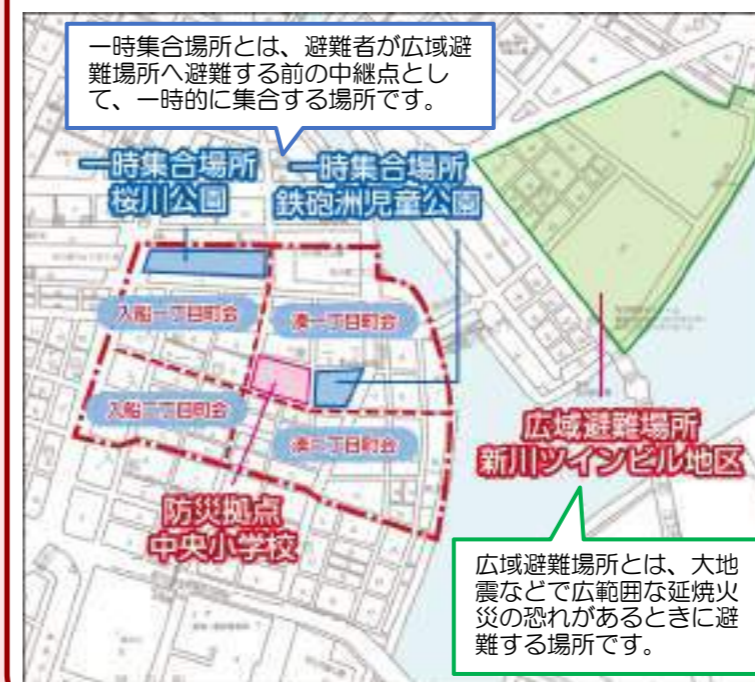 一時集合場所とは、避難者が広域避
難場所へ避難する前の中継点とし
て、一時的に集合する場所です。
一時集合場所
桜川公園
一時集合場所
鉄砲洲児童公園
入船一丁目町会
湊一丁目町会
入船二丁目町会
湊二丁目町会
防災拠点
中央小学校
広域避難場所
新川ツインビル地区
広域避難場所とは、大地
震などで広範囲な延焼火
災の恐れがあるときに避
難する場所です。